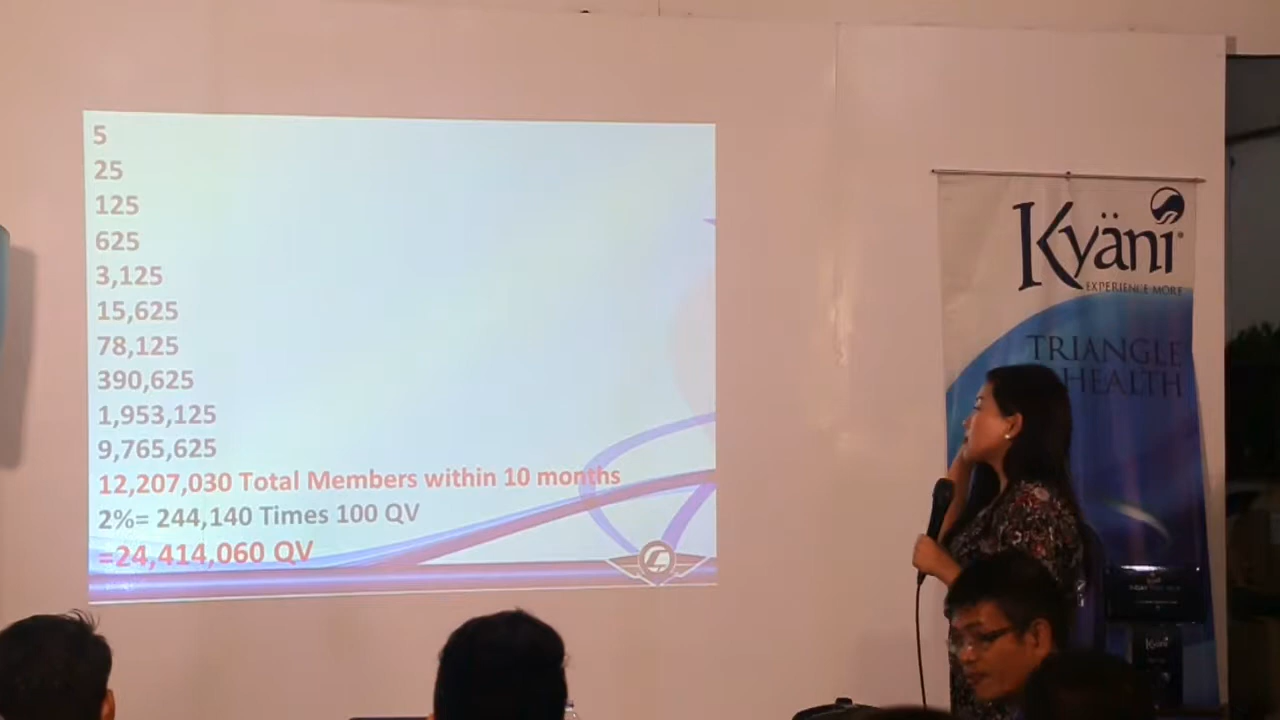 5
25
125
625
3,125
15,625
78,125
390,625
1,953,125
9,765,625
12,207,030 Total Members within 10 months
2%= 244,140 Times 100 QV
=24,414,060 QV
Kyäni®
EXPERIENCE MORE
TRIANGLE
HEALTH
Kyäni